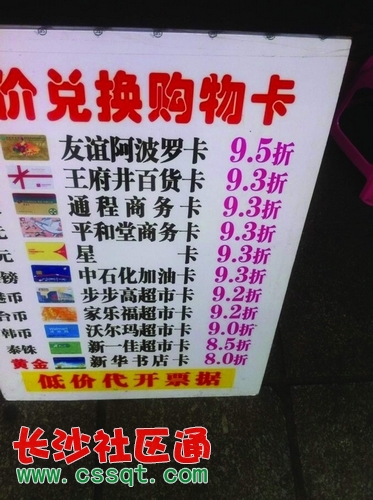 价兑换购物卡
友谊阿波罗卡 9.5折
王府井百货卡 9.3折
通程商务卡 9.3折
元 平和堂商务卡 9.3折
元 星 卡 9.3折
镑 中石化加油卡 9.3折
港币 步步高超市卡 9.2折
台币 家乐福超市卡 9.2折
韩币 沃尔玛超市卡 9.0折
泰铢 新一佳超市卡 8.5折
黄金 新华书店卡 8.0折
低价代开票据
长沙社区通
www.cssqt.com